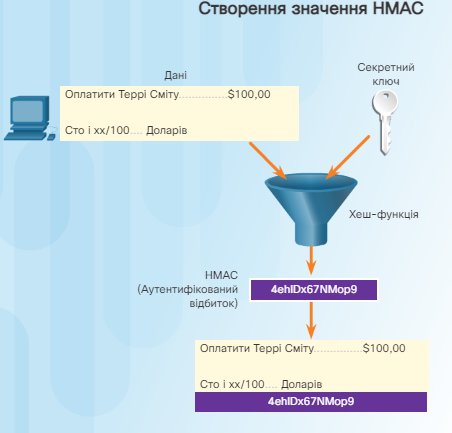 Створення значення HMAC
Дані
Секретний
ключ
Оплатити Террі Сміту...............$100,00
Сто і хх/100.... Доларів
Хеш-функція
HMAC
(Аутентифікований
відбиток)
4ehIDx67NMop9
Оплатити Террі Сміту...............$100,00
Сто і хх/100.... Доларів
4ehIDx67NMop9